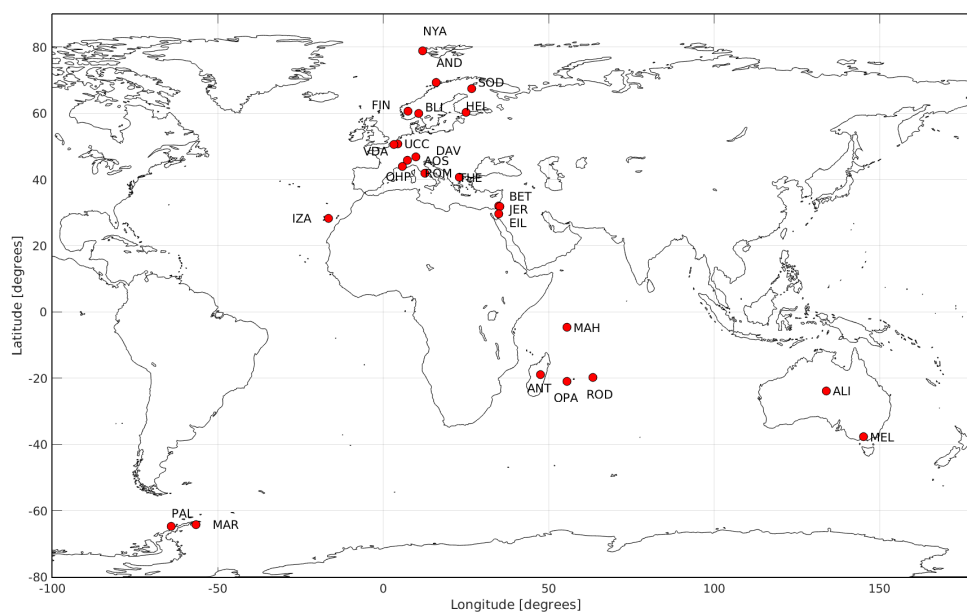 NYA
80
AND
SOD
FIN
BLI
HEL
60
UCC
VDA
DAV
AOS
OHP
ROM
THE
40
BET
JER
IZA
EIL
20
0
MAH
-20
ANT
OPA
ROD
ALI
MEL
-40
-60
PAL
MAR
-80
-100
-50
0
50
100
150
Latitude [degrees]
Longitude [degrees]